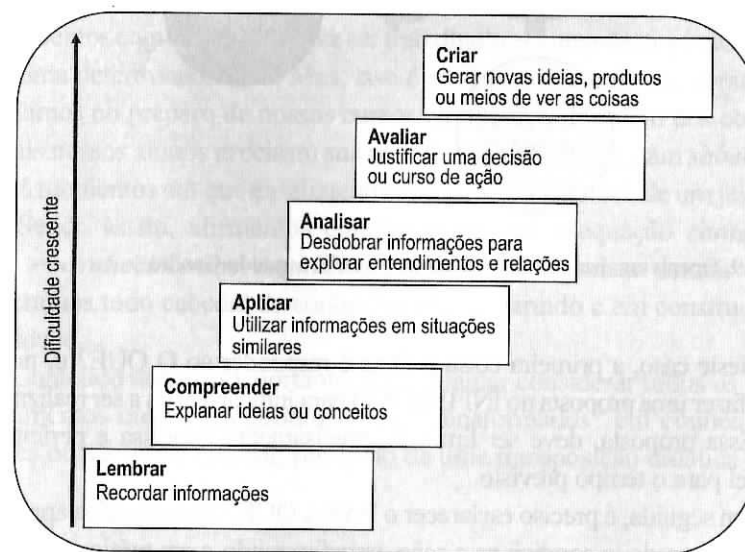 Criar
Gerar novas ideias, produtos
ou meios de ver as coisas
Avaliar
Justificar uma decisão
ou curso de ação
Analisar
Desdobrar informações para
explorar entendimentos e relações
Aplicar
Utilizar informações em situações
similares
Compreender
Explanar ideias ou conceitos
Lembrar
Recordar informações
Dificuldade crescente